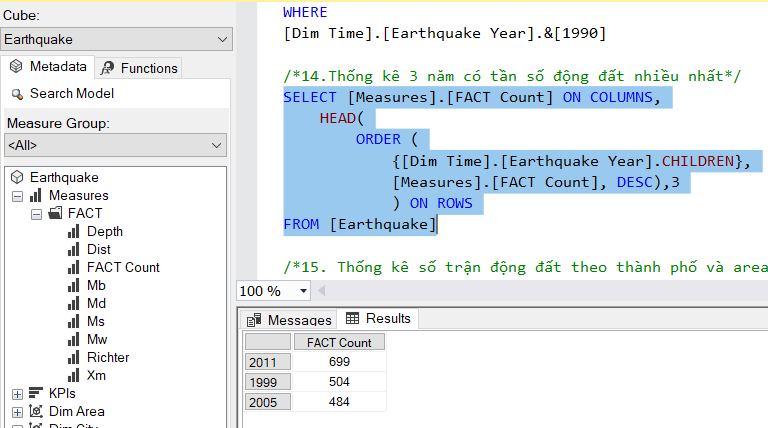 Cube:
Earthquake
Metadata
Functions
Search Model
Measure Group:
<All>
Earthquake
Measures
FACT
Depth
Dist
FACT Count
Mb
Md
Ms
Mw
Richter
Xm
KPIs
Dim Area
Dim City
WHERE
[Dim Time].[Earthquake Year].&[1990]
/*14.Thống kê 3 năm có tần số động đất nhiều nhất*/
SELECT [Measures].[FACT Count] ON COLUMNS,
HEAD(
ORDER (
{[Dim Time].[Earthquake Year].CHILDREN},
[Measures].[FACT Count], DESC),3
) ON ROWS
FROM [Earthquake]
/*15. Thống kê số trận động đất theo thành phố và area
100 %
Messages
Results
FACT Count
2011 699
1999 504
2005 484